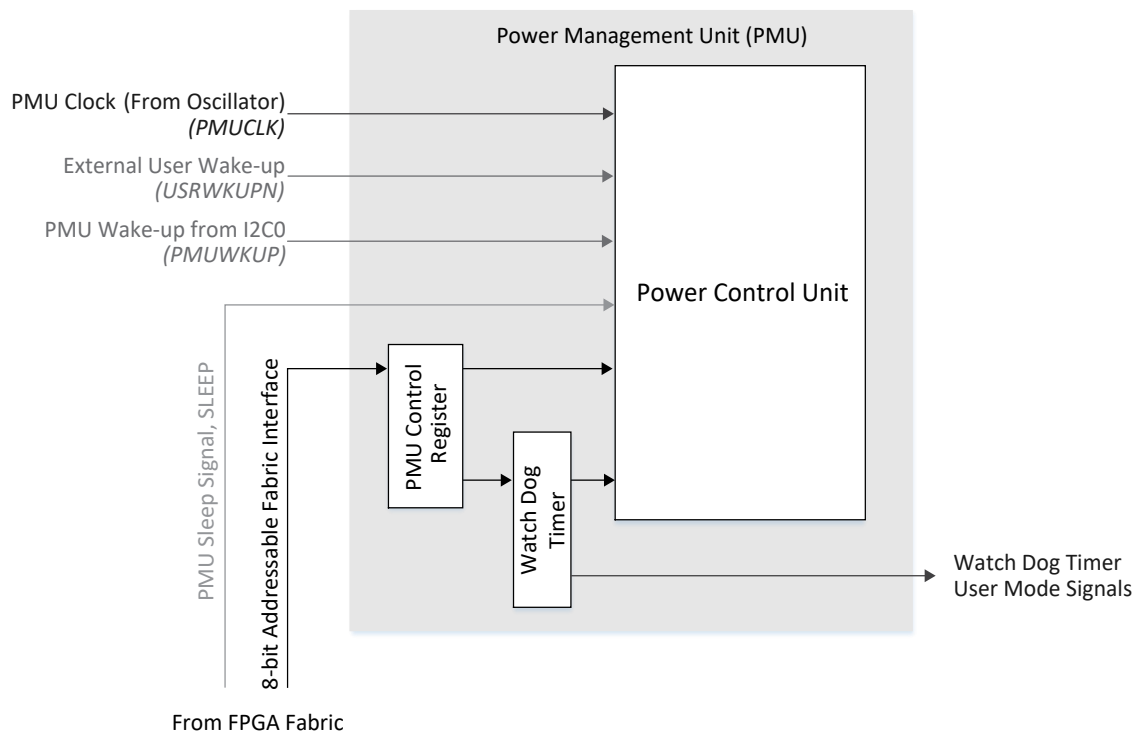 Power Management Unit (PMU)
PMU Clock (From Oscillator)
(PMUCLK)
External User Wake-up
(USRWKUPN)
PMU Wake-up from I2C0
(PMUWKUP)
Power Control Unit
PMU Sleep Signal, SLEEP
8-bit Addressable Fabric Interface
PMU Control
Register
Watch Dog
Timer
Watch Dog Timer
User Mode Signals
From FPGA Fabric